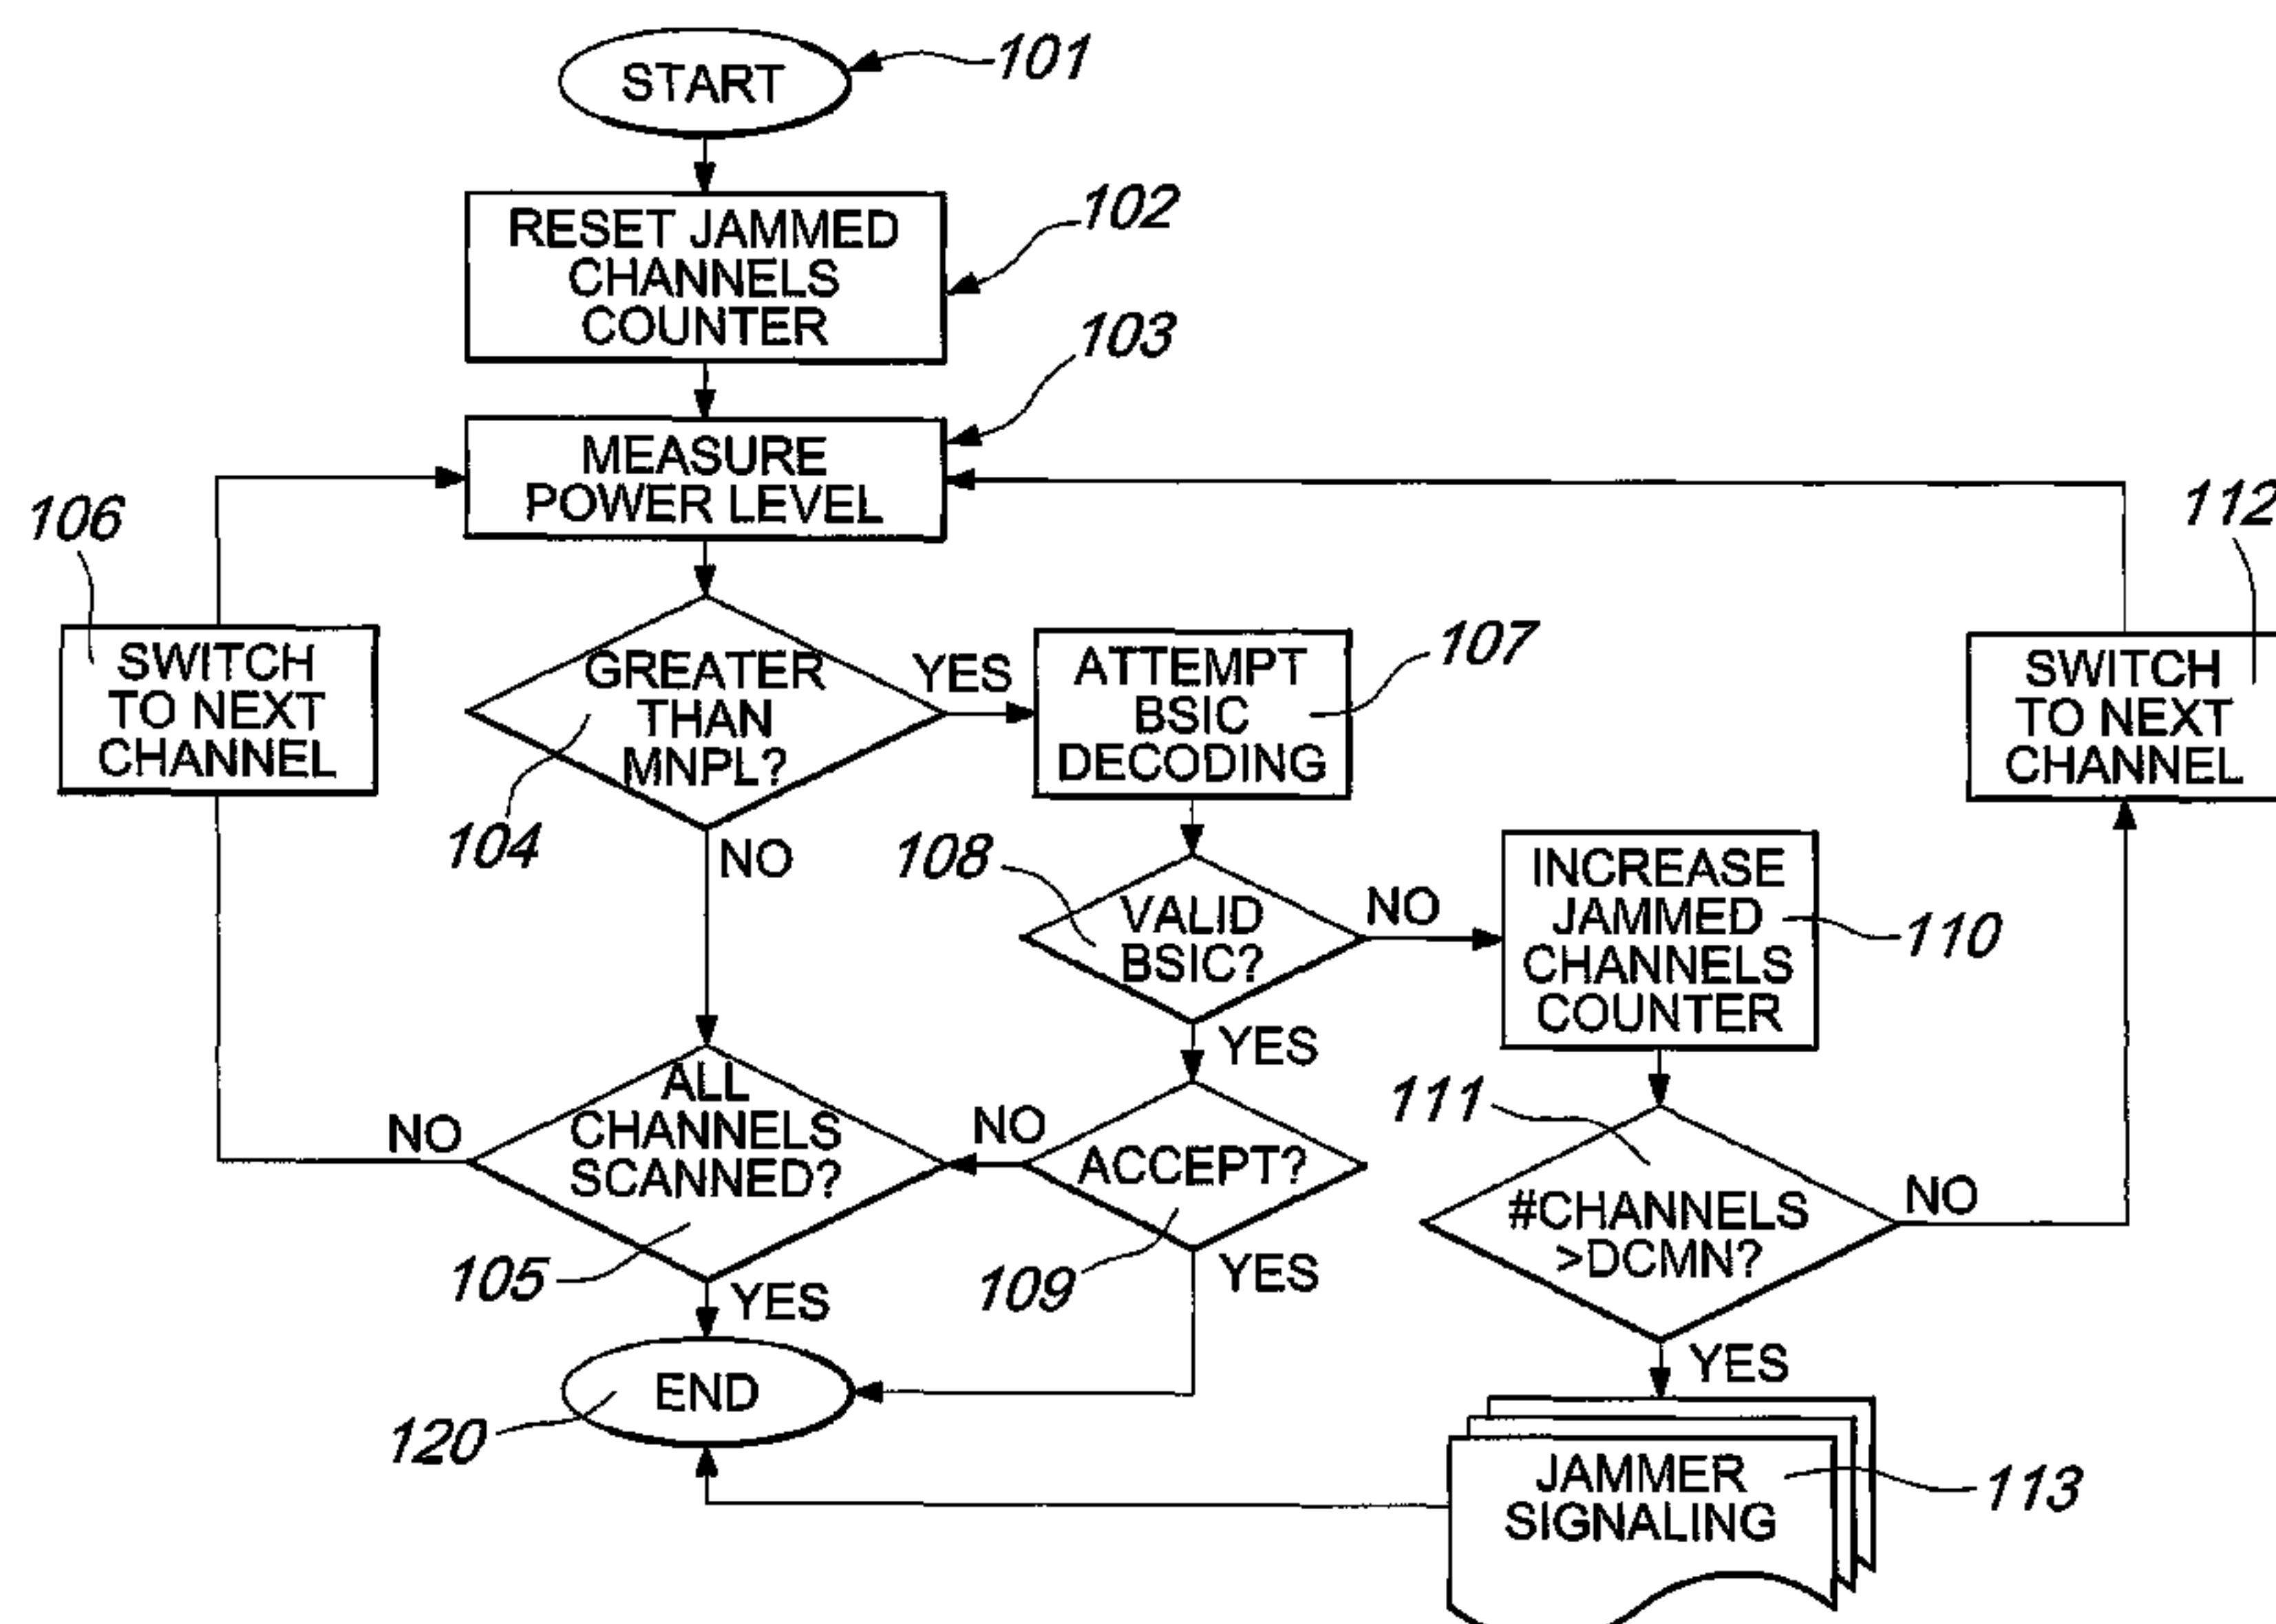 START
101
RESET JAMMED
CHANNELS
COUNTER
102
103
MEASURE
POWER LEVEL
106
112
SWITCH
TO NEXT
CHANNEL
GREATER
THAN
MNPL?
YES
104
NO
ATTEMPT
BSIC
DECODING
107
SWITCH
TO NEXT
CHANNEL
108
VALID
BSIC?
NO
YES
INCREASE
JAMMED
CHANNELS
COUNTER
110
ALL
CHANNELS
SCANNED?
NO
105
YES
NO
ACCEPT?
109
YES
111
#CHANNELS
>DCMN?
NO
YES
END
120
JAMMER
SIGNALING
113